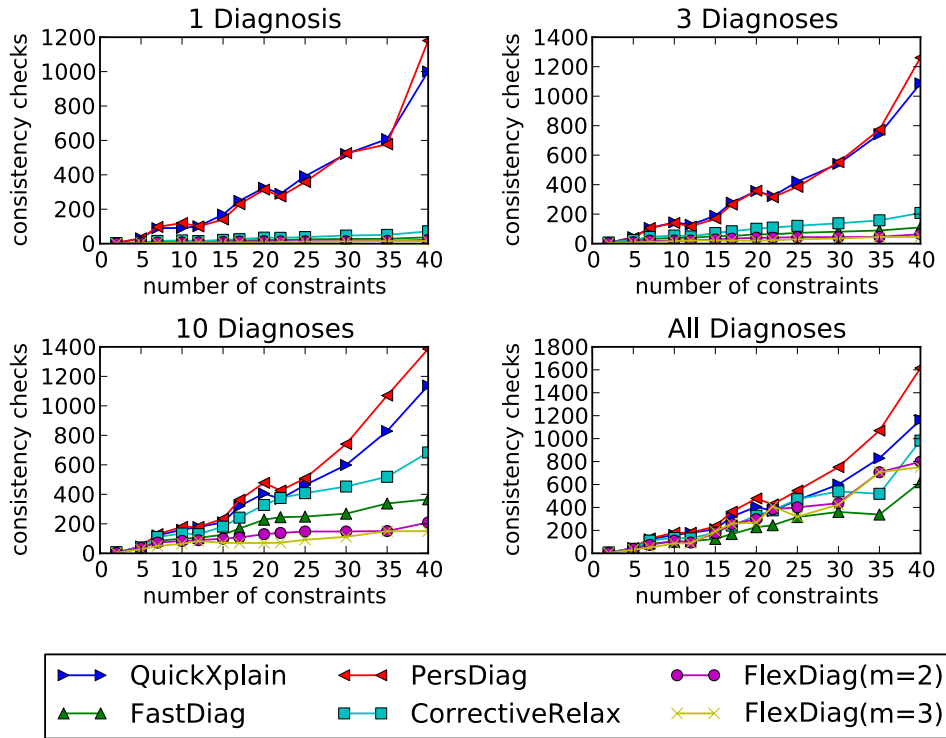 1 Diagnosis
consistency checks
1200
1000
800
600
400
200
0
0 5 10 15 20 25 30 35 40
number of constraints
3 Diagnoses
consistency checks
1400
1200
1000
800
600
400
200
0
0 5 10 15 20 25 30 35 40
number of constraints
10 Diagnoses
consistency checks
1400
1200
1000
800
600
400
200
0
0 5 10 15 20 25 30 35 40
number of constraints
All Diagnoses
consistency checks
1800
1600
1400
1200
1000
800
600
400
200
0
0 5 10 15 20 25 30 35 40
number of constraints
QuickXplain
FastDiag
PersDiag
CorrectiveRelax
FlexDiag(m=2)
FlexDiag(m=3)